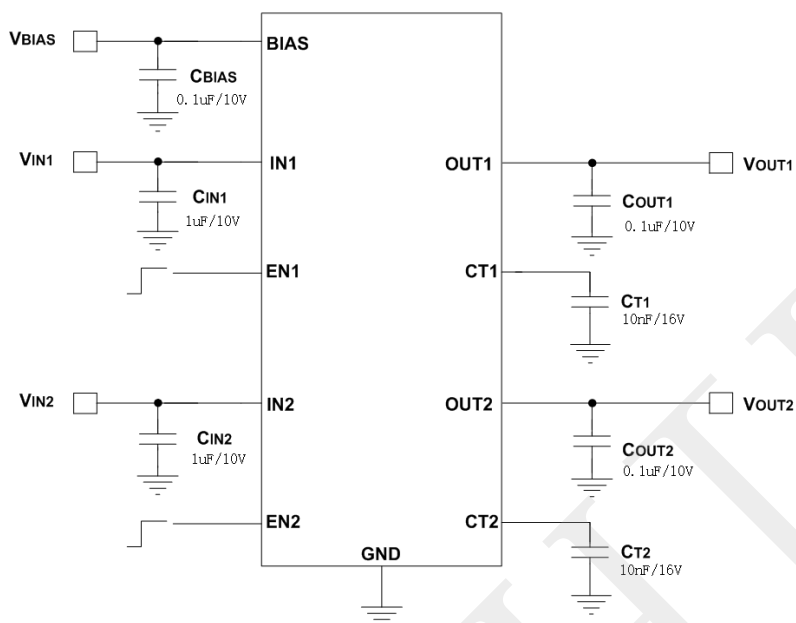 VBIAS
BIAS
CBIAS
0.1uF/10V
VIN1
IN1
OUT1
VOUT1
CIN1
1uF/10V
COUT1
0.1uF/10V
EN1
CT1
CT1
10nF/16V
VIN2
IN2
OUT2
VOUT2
CIN2
1uF/10V
COUT2
0.1uF/10V
EN2
CT2
GND
CT2
10nF/16V